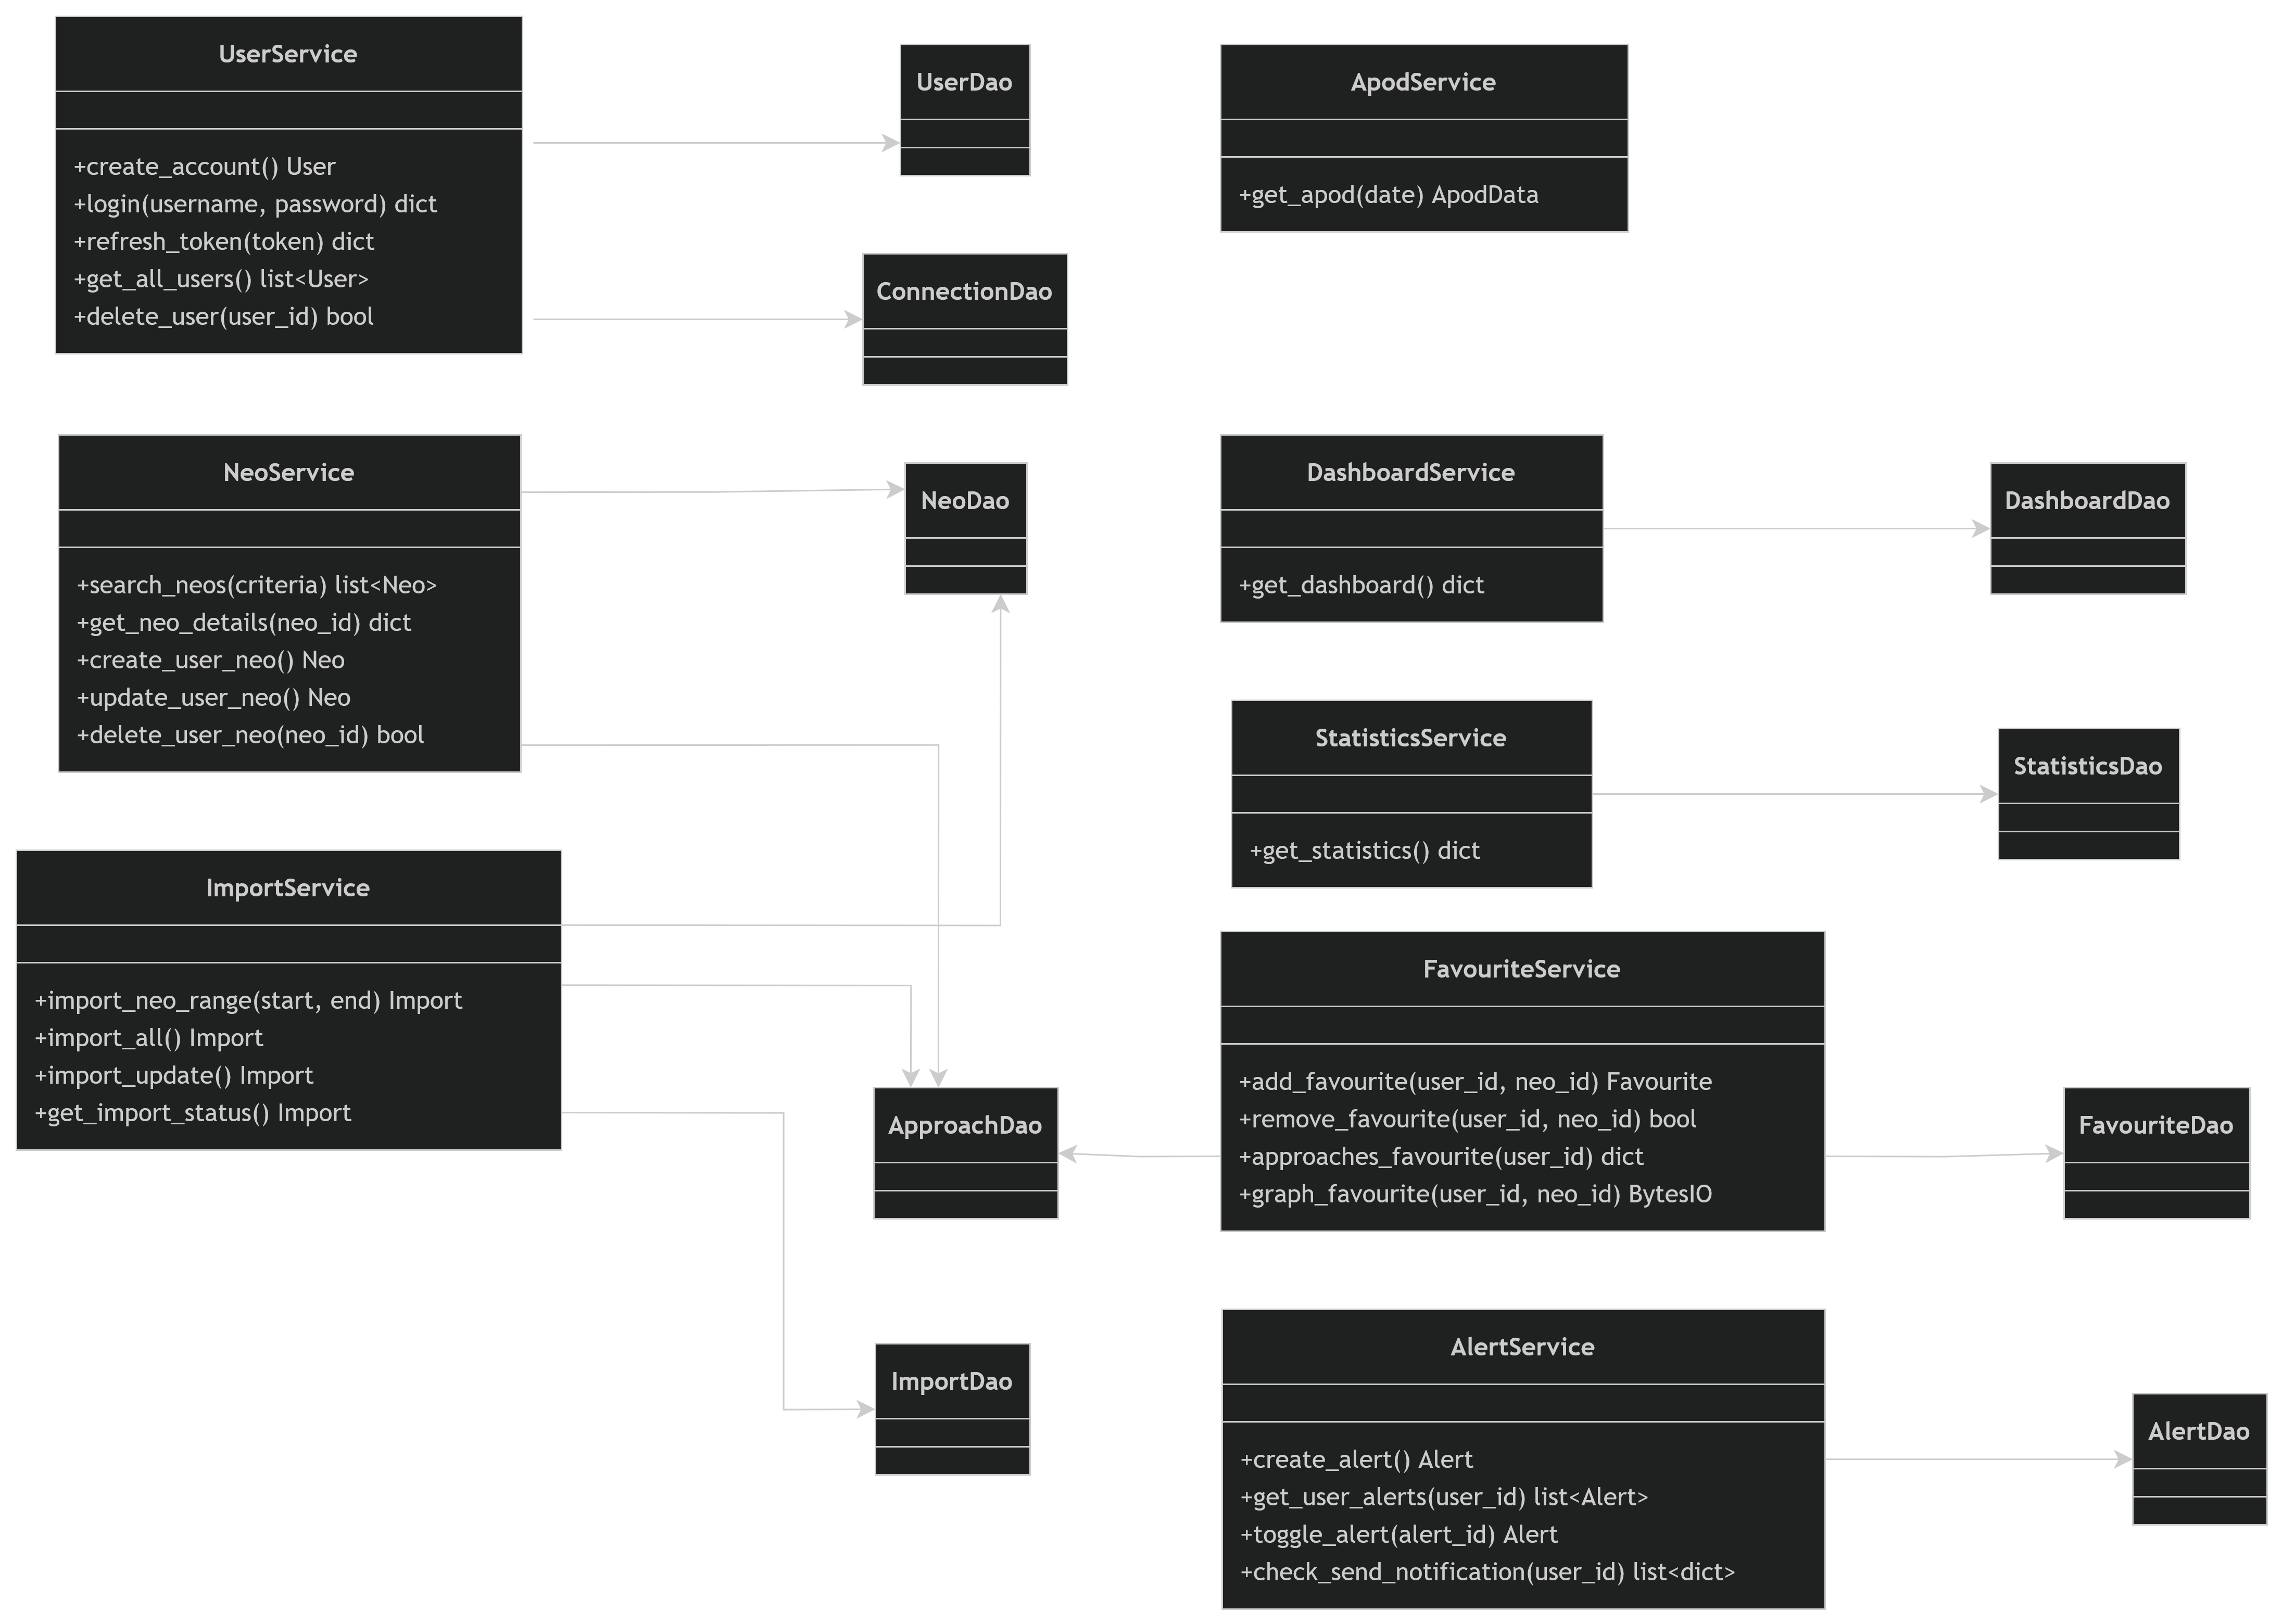 UserService
+create_account() User
+login(username, password) dict
+refresh_token(token) dict
+get_all_users() list<User>
+delete_user(user_id) bool
UserDao
ConnectionDao
ApodService
+get_apod(date) ApodData
NeoService
+search_neos(criteria) list<Neo>
+get_neo_details(neo_id) dict
+create_user_neo() Neo
+update_user_neo() Neo
+delete_user_neo(neo_id) bool
NeoDao
DashboardService
+get_dashboard() dict
DashboardDao
StatisticsService
+get_statistics() dict
StatisticsDao
ImportService
+import_neo_range(start, end) Import
+import_all() Import
+import_update() Import
+get_import_status() Import
ApproachDao
FavouriteService
+add_favourite(user_id, neo_id) Favourite
+remove_favourite(user_id, neo_id) bool
+approaches_favourite(user_id) dict
+graph_favourite(user_id, neo_id) BytesIO
FavouriteDao
ImportDao
AlertService
+create_alert() Alert
+get_user_alerts(user_id) list<Alert>
+toggle_alert(alert_id) Alert
+check_send_notification(user_id) list<dict>
AlertDao